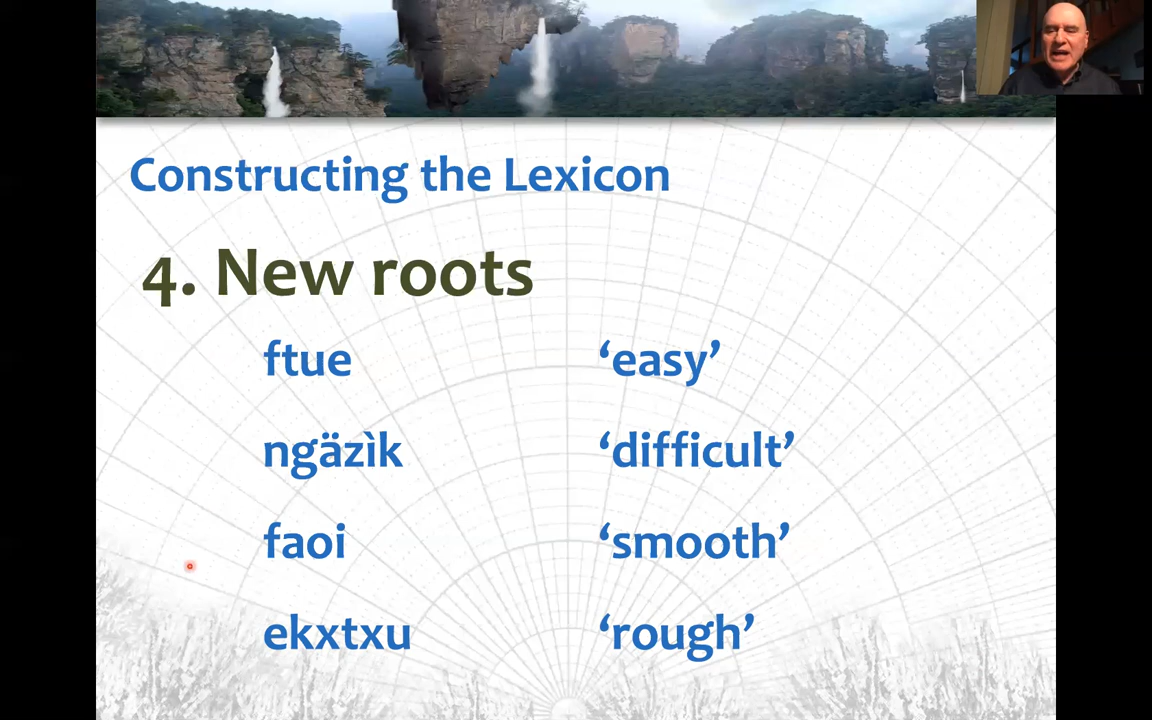 Constructing the Lexicon
4. New roots
ftue ‘easy’
ngäzìk ‘difficult’
faoi ‘smooth’
ekxtxu ‘rough’